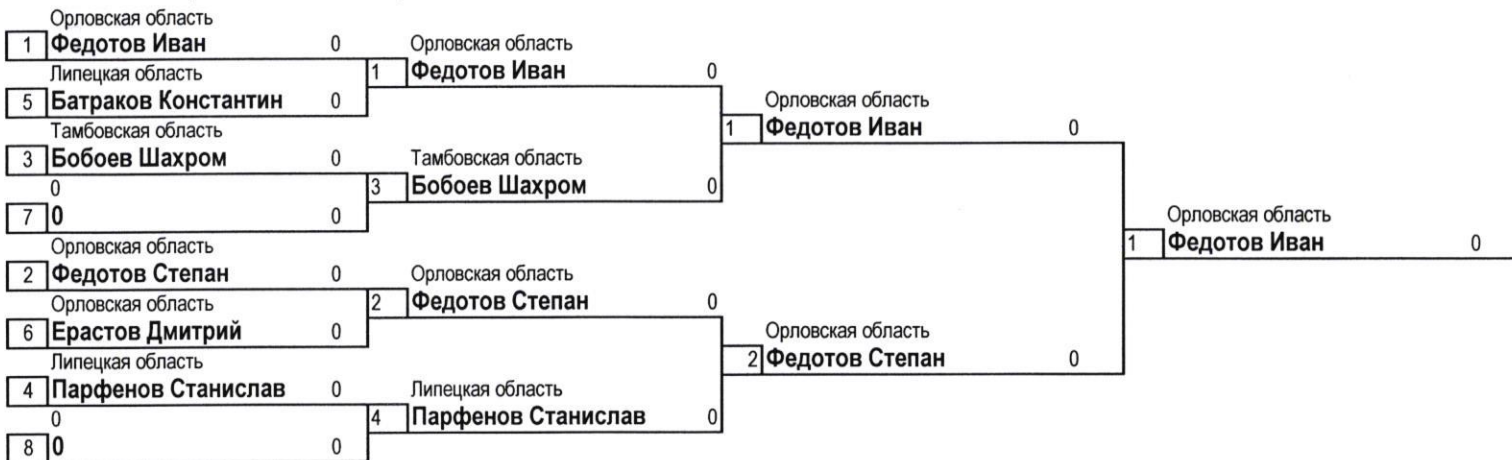 Орловская область
1 Федотов Иван 0
Липецкая область
5 Батраков Константин 0
Тамбовская область
3 Бобоев Шахром 0
0
7 0 0
Орловская область
2 Федотов Степан 0
Орловская область
6 Ерастов Дмитрий 0
Липецкая область
4 Парфенов Станислав 0
0
8 0 0
Орловская область
1 Федотов Иван 0
Тамбовская область
3 Бобоев Шахром 0
Орловская область
2 Федотов Степан 0
Липецкая область
4 Парфенов Станислав 0
Орловская область
1 Федотов Иван 0
Орловская область
2 Федотов Степан 0
Орловская область
1 Федотов Иван 0